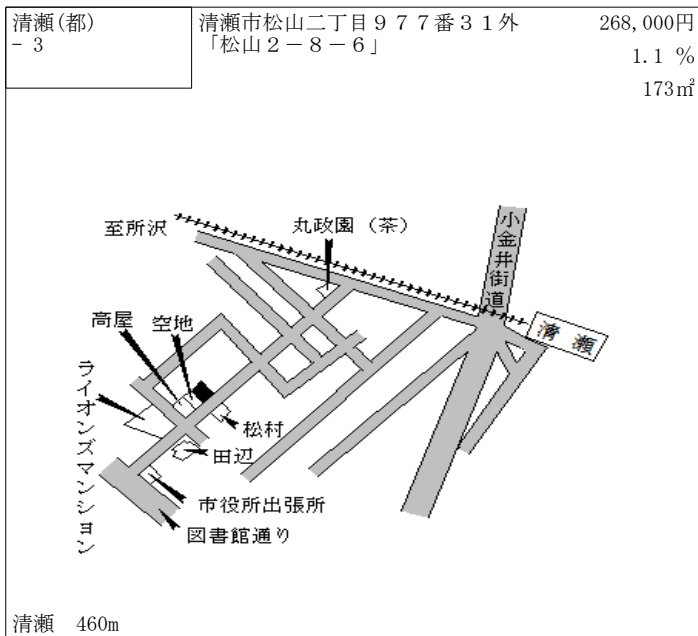 清瀬(都)
- 3
清瀬市松山二丁目９７７番３１外
「松山２－８－６」
268,000円
1.1 %
173㎡
至所沢
丸政園（茶）
小金井街道
清瀬
高屋
空地
ライオンズマンション
松村
田辺
市役所出張所
図書館通り
清瀬　460m